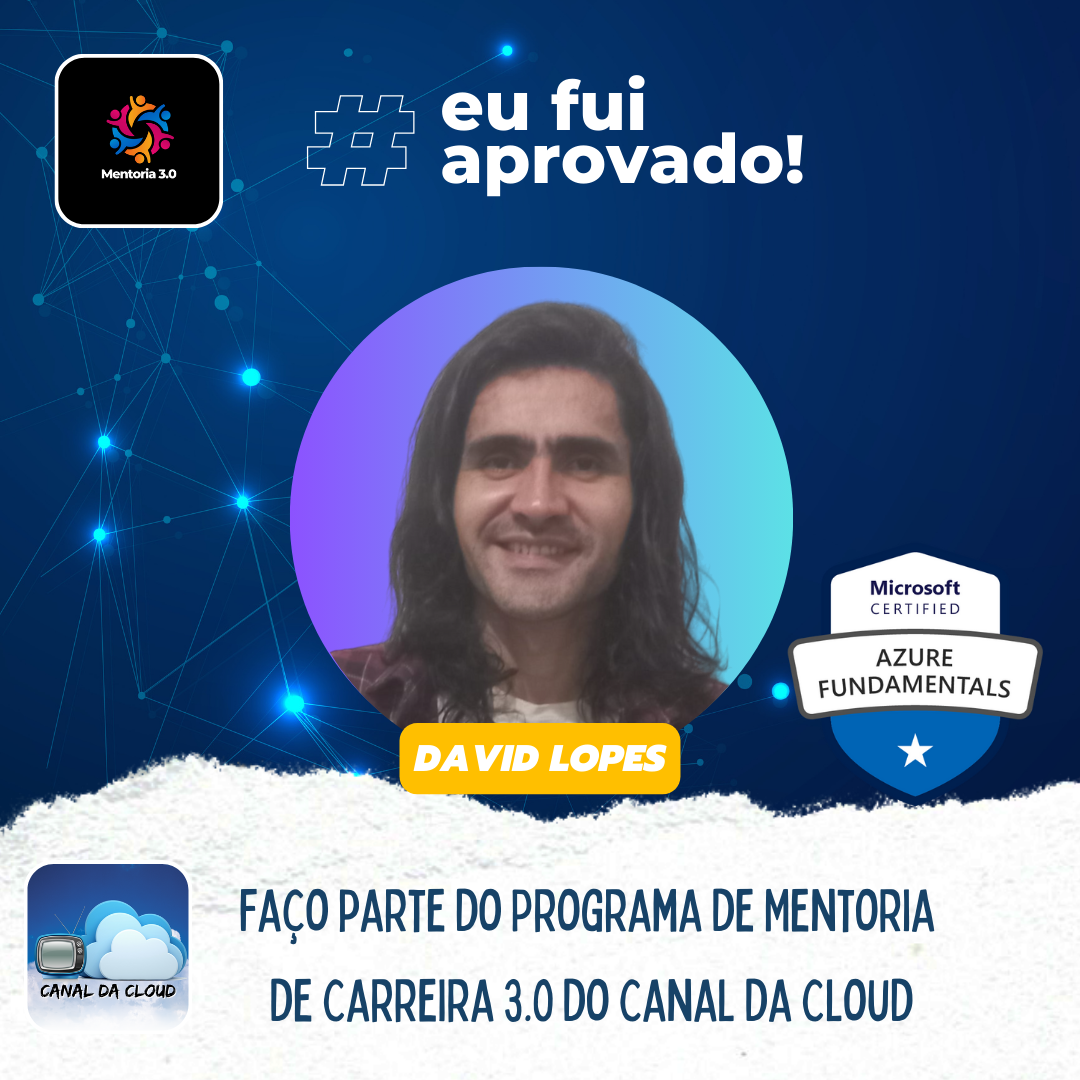 Mentoria 3.0
# eu fui
aprovado!
Microsoft
CERTIFIED
AZURE
FUNDAMENTALS
DAVID LOPES
FAÇO PARTE DO PROGRAMA DE MENTORIA
DE CARREIRA 3.0 DO CANAL DA CLOUD
CANAL DA CLOUD